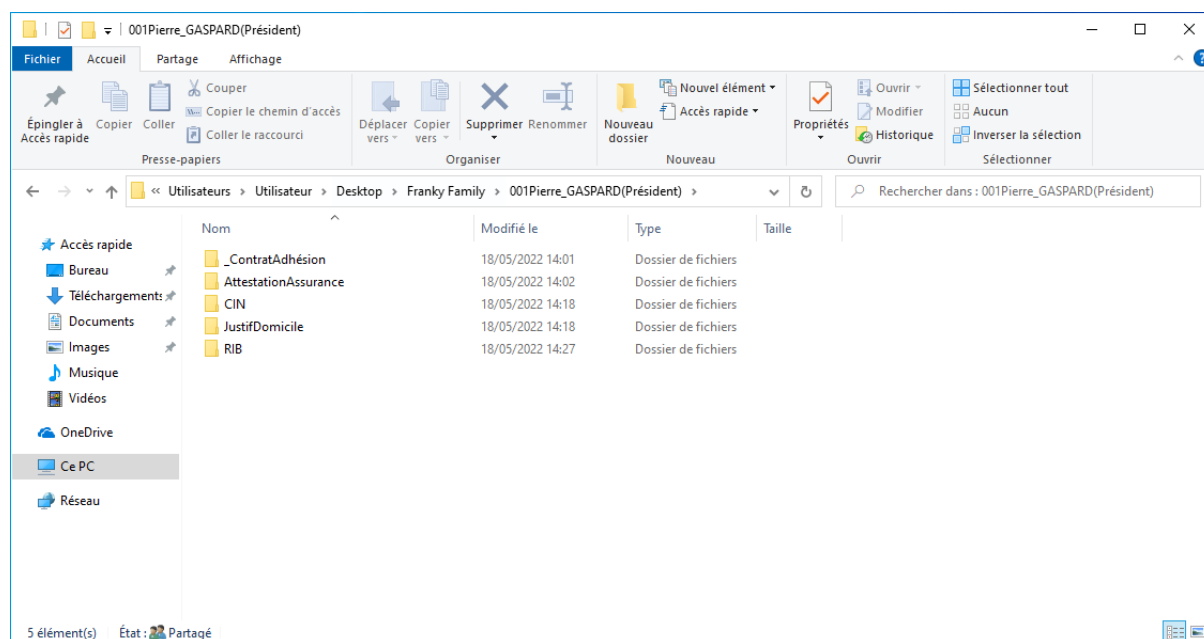 001Pierre_GASPARD(Président)
Fichier Accueil Partage Affichage
Épingler à Accès rapide
Copier
Coller
Couper
Copier le chemin d'accès
Coller le raccourci
Presse-papiers
Déplacer vers
Copier vers
Supprimer
Renommer
Organiser
Nouveau dossier
Nouvel élément
Accès rapide
Nouveau
Propriétés
Ouvrir
Modifier
Historique
Ouvrir
Sélectionner tout
Aucun
Inverser la sélection
Sélectionner
« Utilisateurs > Utilisateur > Desktop > Franky Family > 001Pierre_GASPARD(Président) >
Rechercher dans : 001Pierre_GASPARD(Président)
Accès rapide
Bureau
Téléchargements
Documents
Images
Musique
Vidéos
OneDrive
Ce PC
Réseau
Nom Modifié le Type Taille
_ContratAdhésion 18/05/2022 14:01 Dossier de fichiers
AttestationAssurance 18/05/2022 14:02 Dossier de fichiers
CIN 18/05/2022 14:18 Dossier de fichiers
JustifDomicile 18/05/2022 14:18 Dossier de fichiers
RIB 18/05/2022 14:27 Dossier de fichiers
5 élément(s) État : Partagé